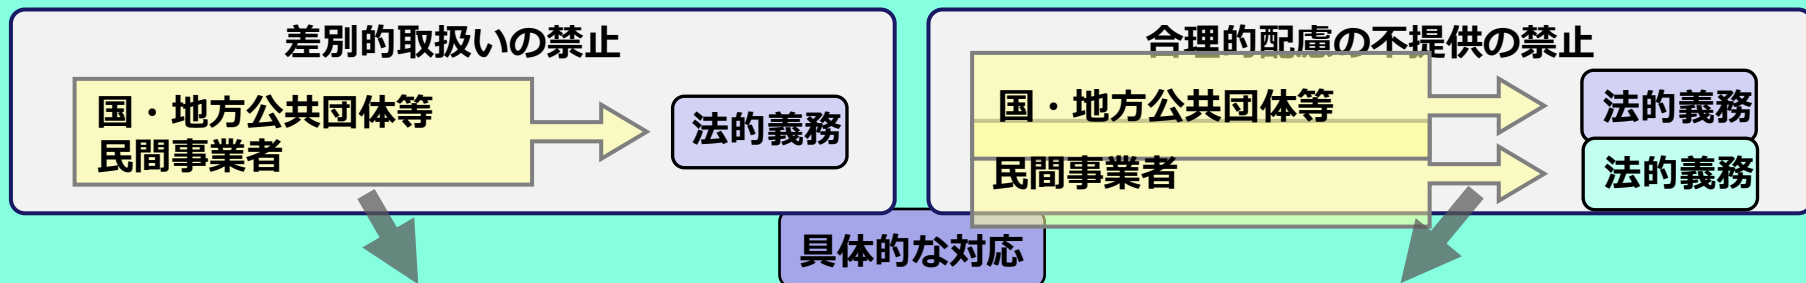 差別的取扱いの禁止
国・地方公共団体等
民間事業者
法的義務
合理的配慮の不提供の禁止
国・地方公共団体等
法的義務
民間事業者
法的義務
具体的な対応